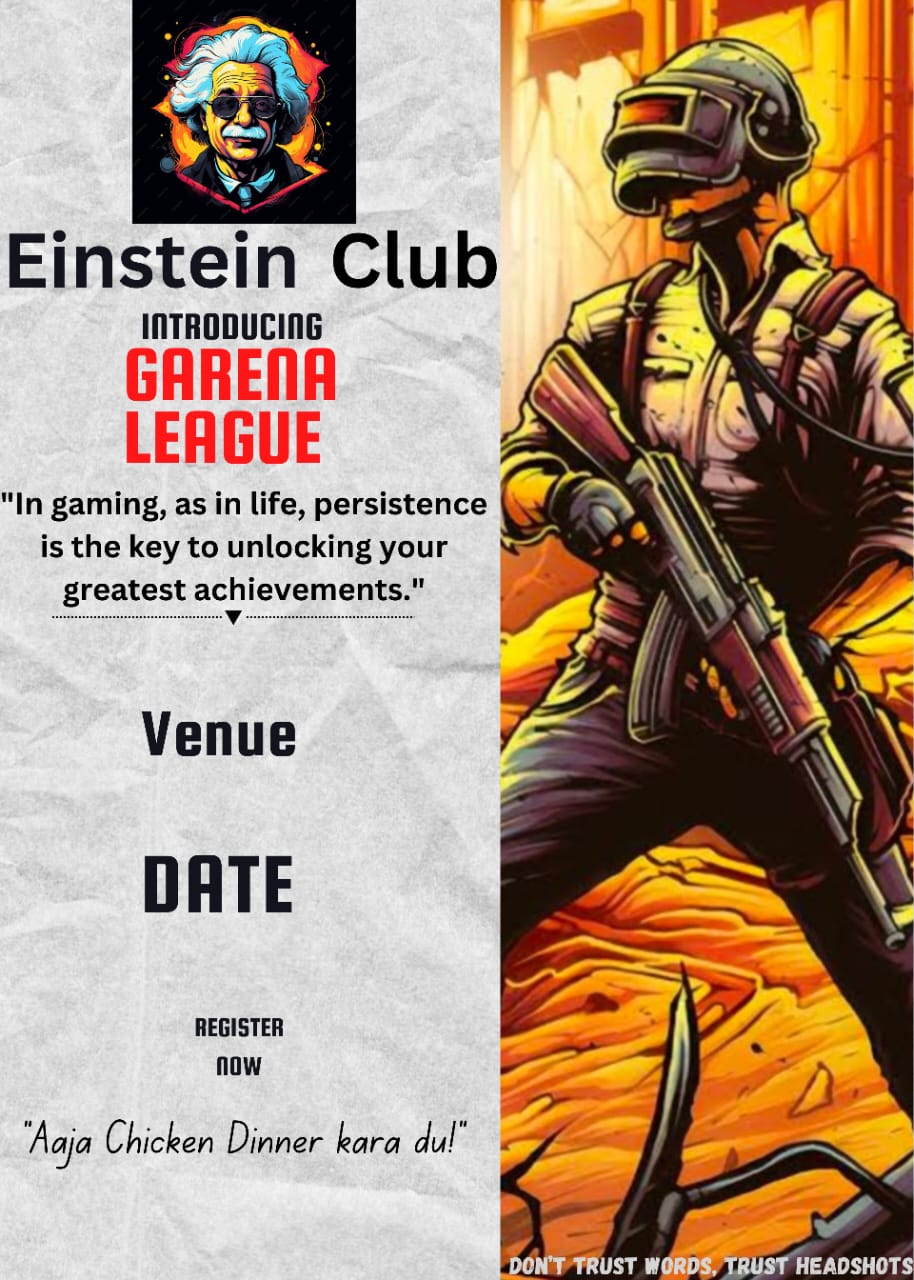 Einstein Club
INTRODUCING
GARENA
LEAGUE
"In gaming, as in life, persistence
is the key to unlocking your
greatest achievements."
Venue
DATE
REGISTER
NOW
"Aaja Chicken Dinner kara du!"
DON'T TRUST WORDS, TRUST HEADSHOTS